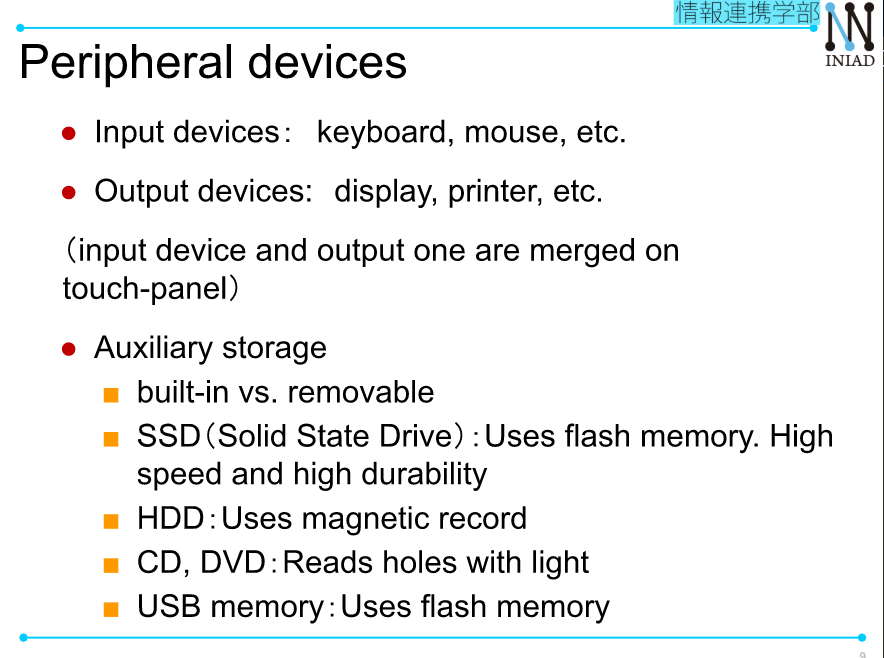 情報連携学部
INIAD
Peripheral devices
● Input devices： keyboard, mouse, etc.
● Output devices: display, printer, etc.
（input device and output one are merged on
touch-panel）
● Auxiliary storage
■ built-in vs. removable
■ SSD（Solid State Drive）：Uses flash memory. High
speed and high durability
■ HDD：Uses magnetic record
■ CD, DVD：Reads holes with light
■ USB memory：Uses flash memory
9